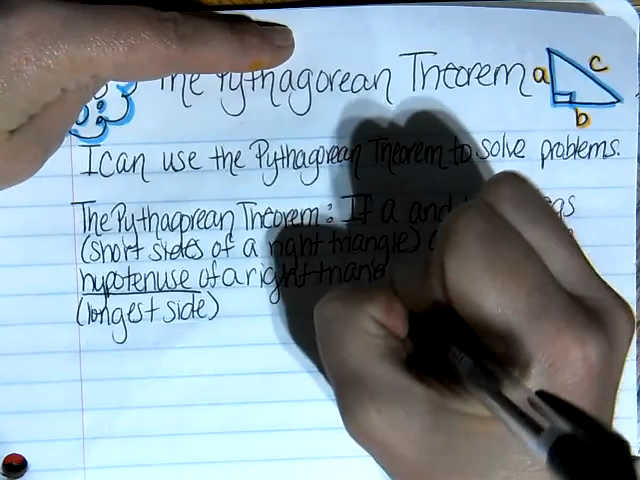 The Pythagorean Theorem
a
c
b
I can use the Pythagorean Theorem to solve problems.
The Pythagorean Theorem: If a and
(short sides of a right triangle)
hypotenuse of a right
(longest side)